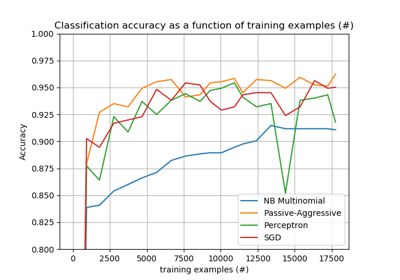 Classification accuracy as a function of training examples (#)
1.000
0.975
0.950
0.925
0.900
0.875
0.850
0.825
0.800
Accuracy
NB Multinomial
Passive-Aggressive
Perceptron
SGD
0 2500 5000 7500 10000 12500 15000 17500
training examples (#)